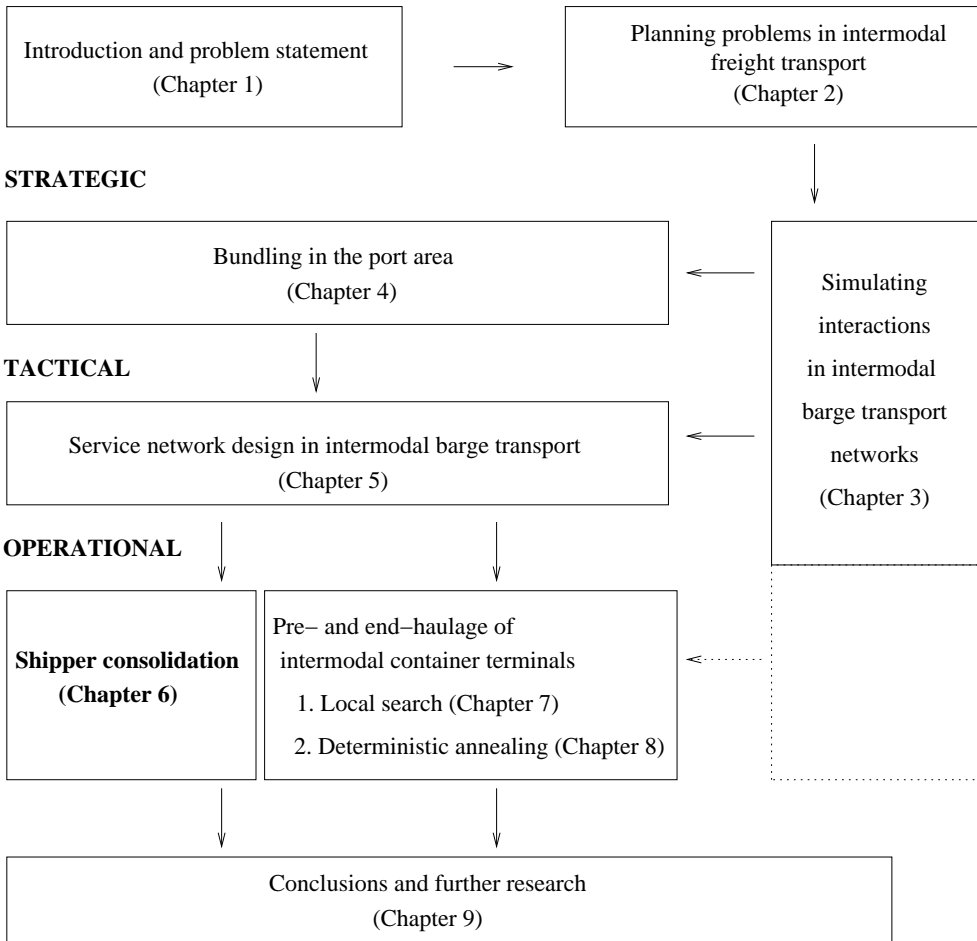 Introduction and problem statement
(Chapter 1)
Planning problems in intermodal
freight transport
(Chapter 2)
STRATEGIC
Bundling in the port area
(Chapter 4)
Simulating
interactions
in intermodal
barge transport
networks
(Chapter 3)
TACTICAL
Service network design in intermodal barge transport
(Chapter 5)
OPERATIONAL
Shipper consolidation
(Chapter 6)
Pre− and end−haulage of
intermodal container terminals
1. Local search (Chapter 7)
2. Deterministic annealing (Chapter 8)
Conclusions and further research
(Chapter 9)